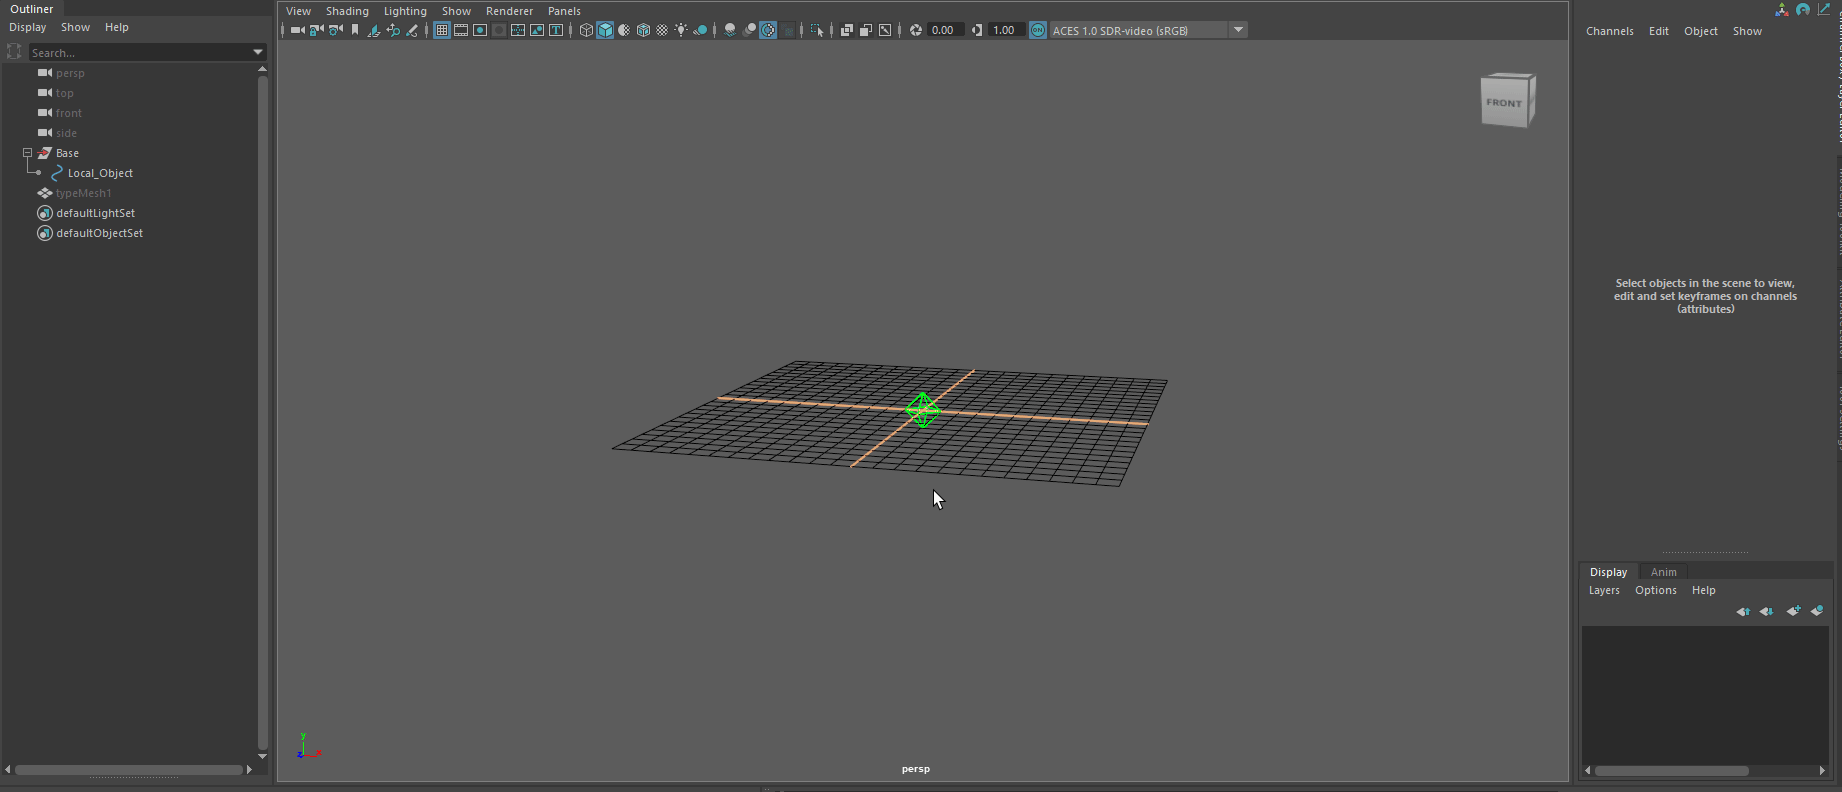 Outliner
Display Show Help
Search...
persp
top
front
side
Base
Local_Object
typeMesh1
defaultLightSet
defaultObjectSet
View Shading Lighting Show Renderer Panels
0.00 1.00 ON ACES 1.0 SDR-video (sRGB)
FRONT
y
z x
persp
Channels Edit Object Show
Select objects in the scene to view,
edit and set keyframes on channels
(attributes)
Display Anim
Layers Options Help